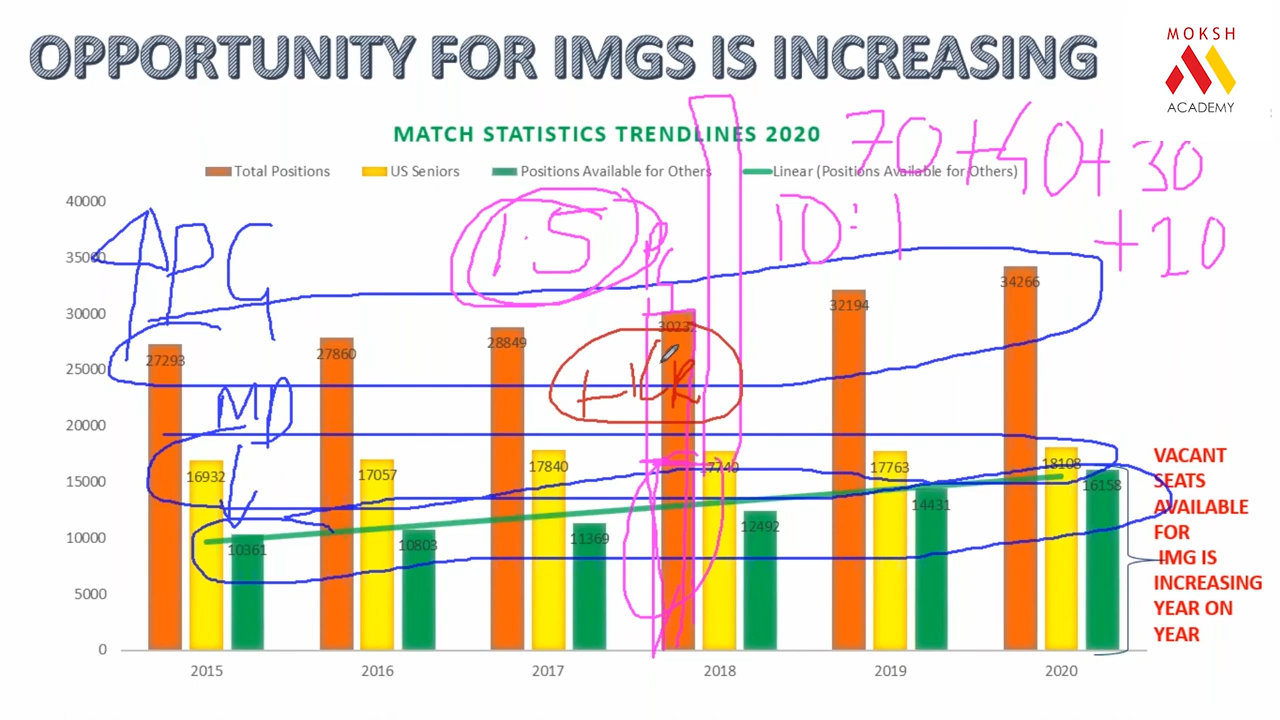 OPPORTUNITY FOR IMGS IS INCREASING
MOKSH
ACADEMY
MATCH STATISTICS TRENDLINES 2020
Total Positions
US Seniors
Positions Available for Others
Linear (Positions Available for Others)
70+40+30
+10
10:1
1.5
PG
MD
40000
35000
30000
25000
20000
15000
10000
5000
0
27293
16932
10361
27860
17057
10803
28849
17840
11369
30232
17740
12492
32194
17763
14431
34266
18108
16158
2015
2016
2017
2018
2019
2020
VACANT
SEATS
AVAILABLE
FOR
IMG IS
INCREASING
YEAR ON
YEAR